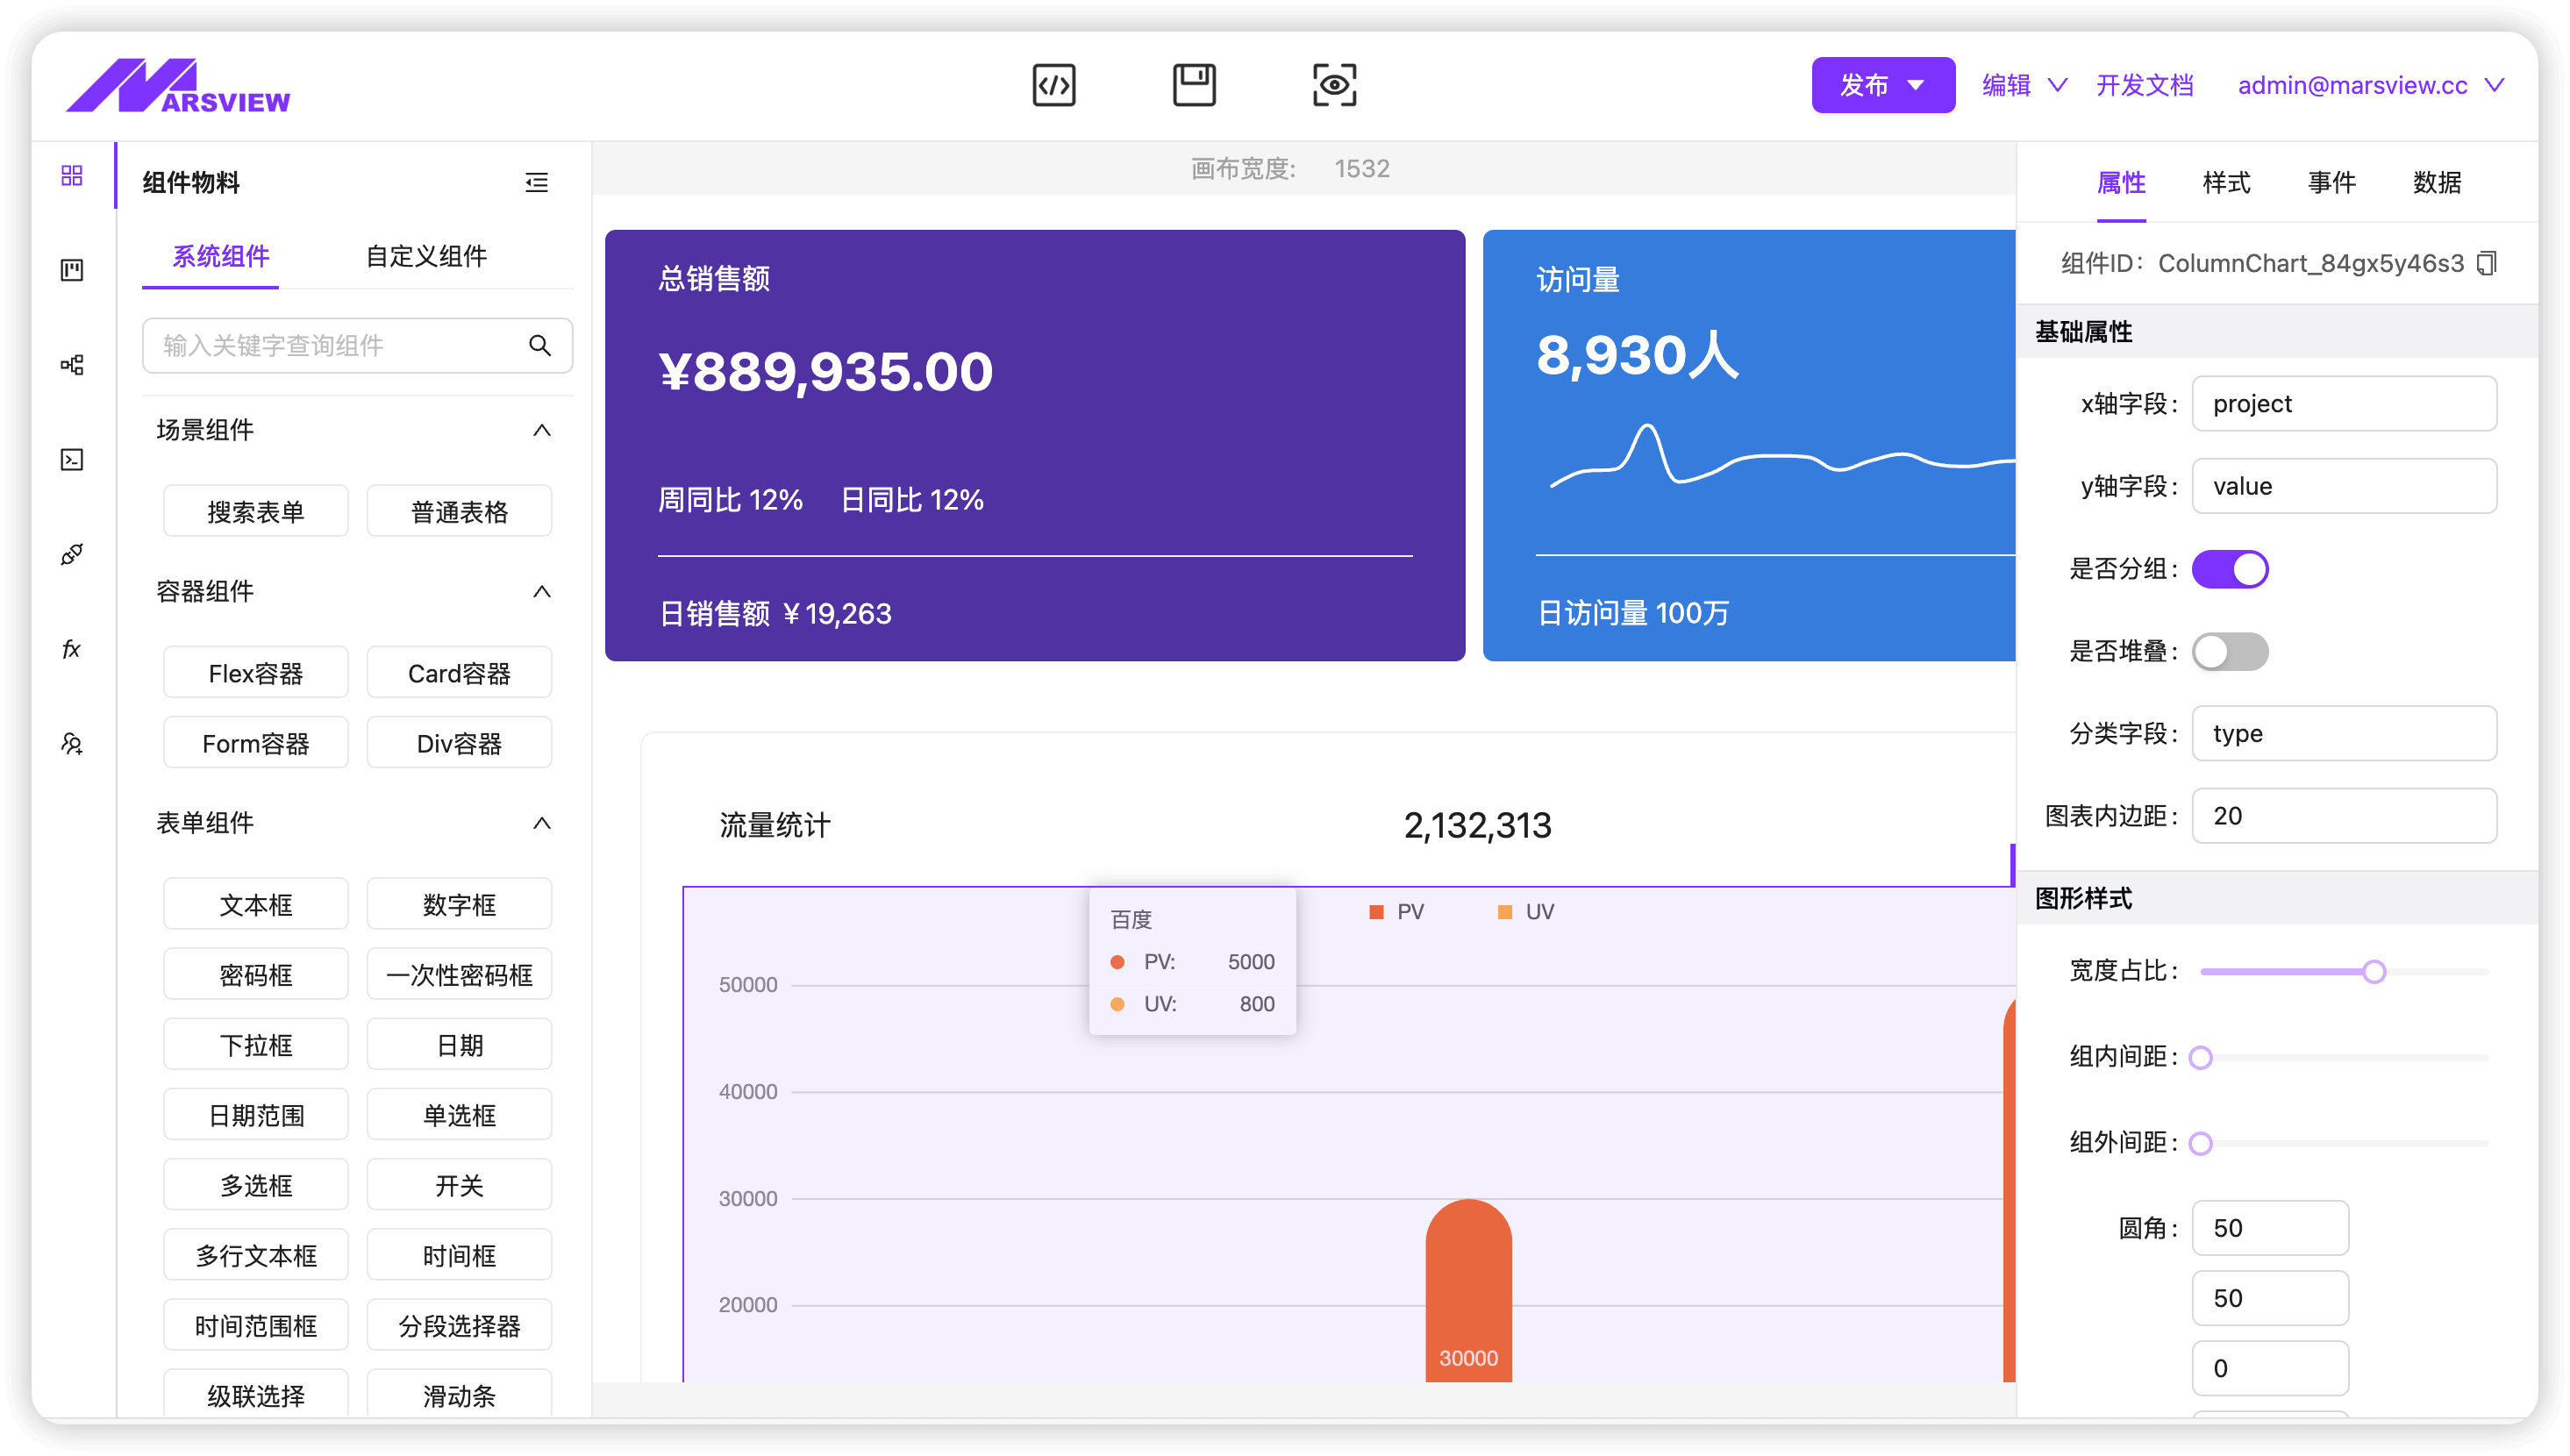 MARSVIEW
发布
编辑
开发文档
admin@marsview.cc
组件物料
系统组件
自定义组件
输入关键字查询组件
场景组件
搜索表单
普通表格
容器组件
Flex容器
Card容器
Form容器
Div容器
表单组件
文本框
数字框
密码框
一次性密码框
下拉框
日期
日期范围
单选框
多选框
开关
多行文本框
时间框
时间范围框
分段选择器
级联选择
滑动条
fx
画布宽度: 1532
总销售额
¥889,935.00
周同比 12% 日同比 12%
日销售额 ¥19,263
访问量
8,930人
日访问量 100万
流量统计
2,132,313
PV UV
百度
PV: 5000
UV: 800
50000
40000
30000
20000
30000
属性
样式
事件
数据
组件ID: ColumnChart_84gx5y46s3
基础属性
x轴字段: project
y轴字段: value
是否分组:
是否堆叠:
分类字段: type
图表内边距: 20
图形样式
宽度占比:
组内间距:
组外间距:
圆角: 50
50
0